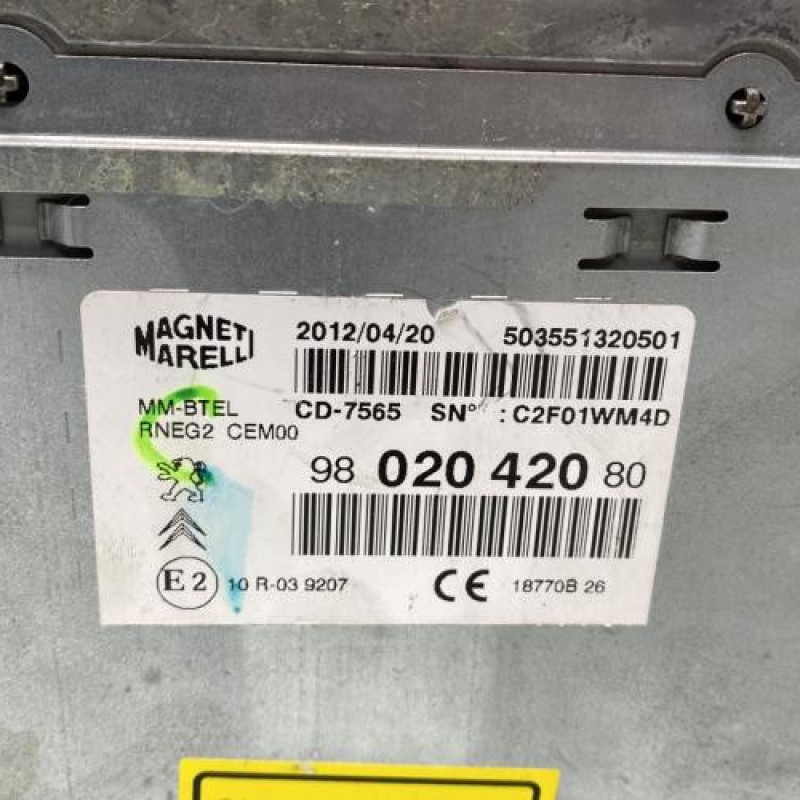 MAGNETI MARELLI
2012/04/20 503551320501
MM-BTEL
RNEG2 CEM00
CD-7565 SN° : C2F01WM4D
98 020 420 80
E2 10 R-03 9207 CE 18770B 26